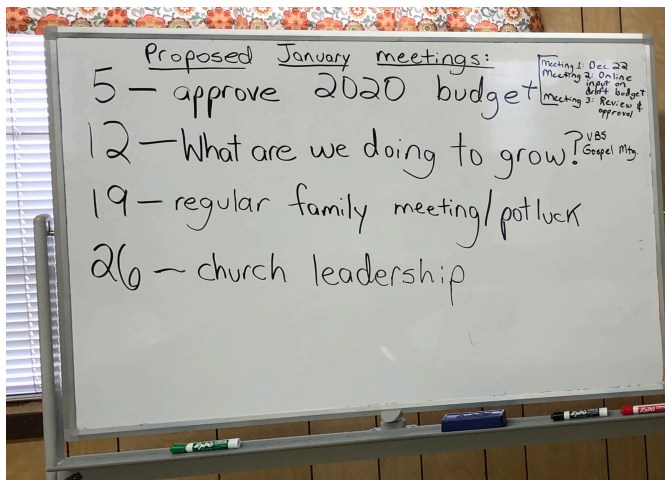 Proposed January meetings:
5 – approve 2020 budget
Meeting 1: Dec. 22
Meeting 2: Online
input on
draft budget
Meeting 3: Review &
approval
12 – What are we doing to grow?
VBS
Gospel Mtg.
19 – regular family meeting/potluck
26 – church leadership
EXPO
EXPO
EXPO